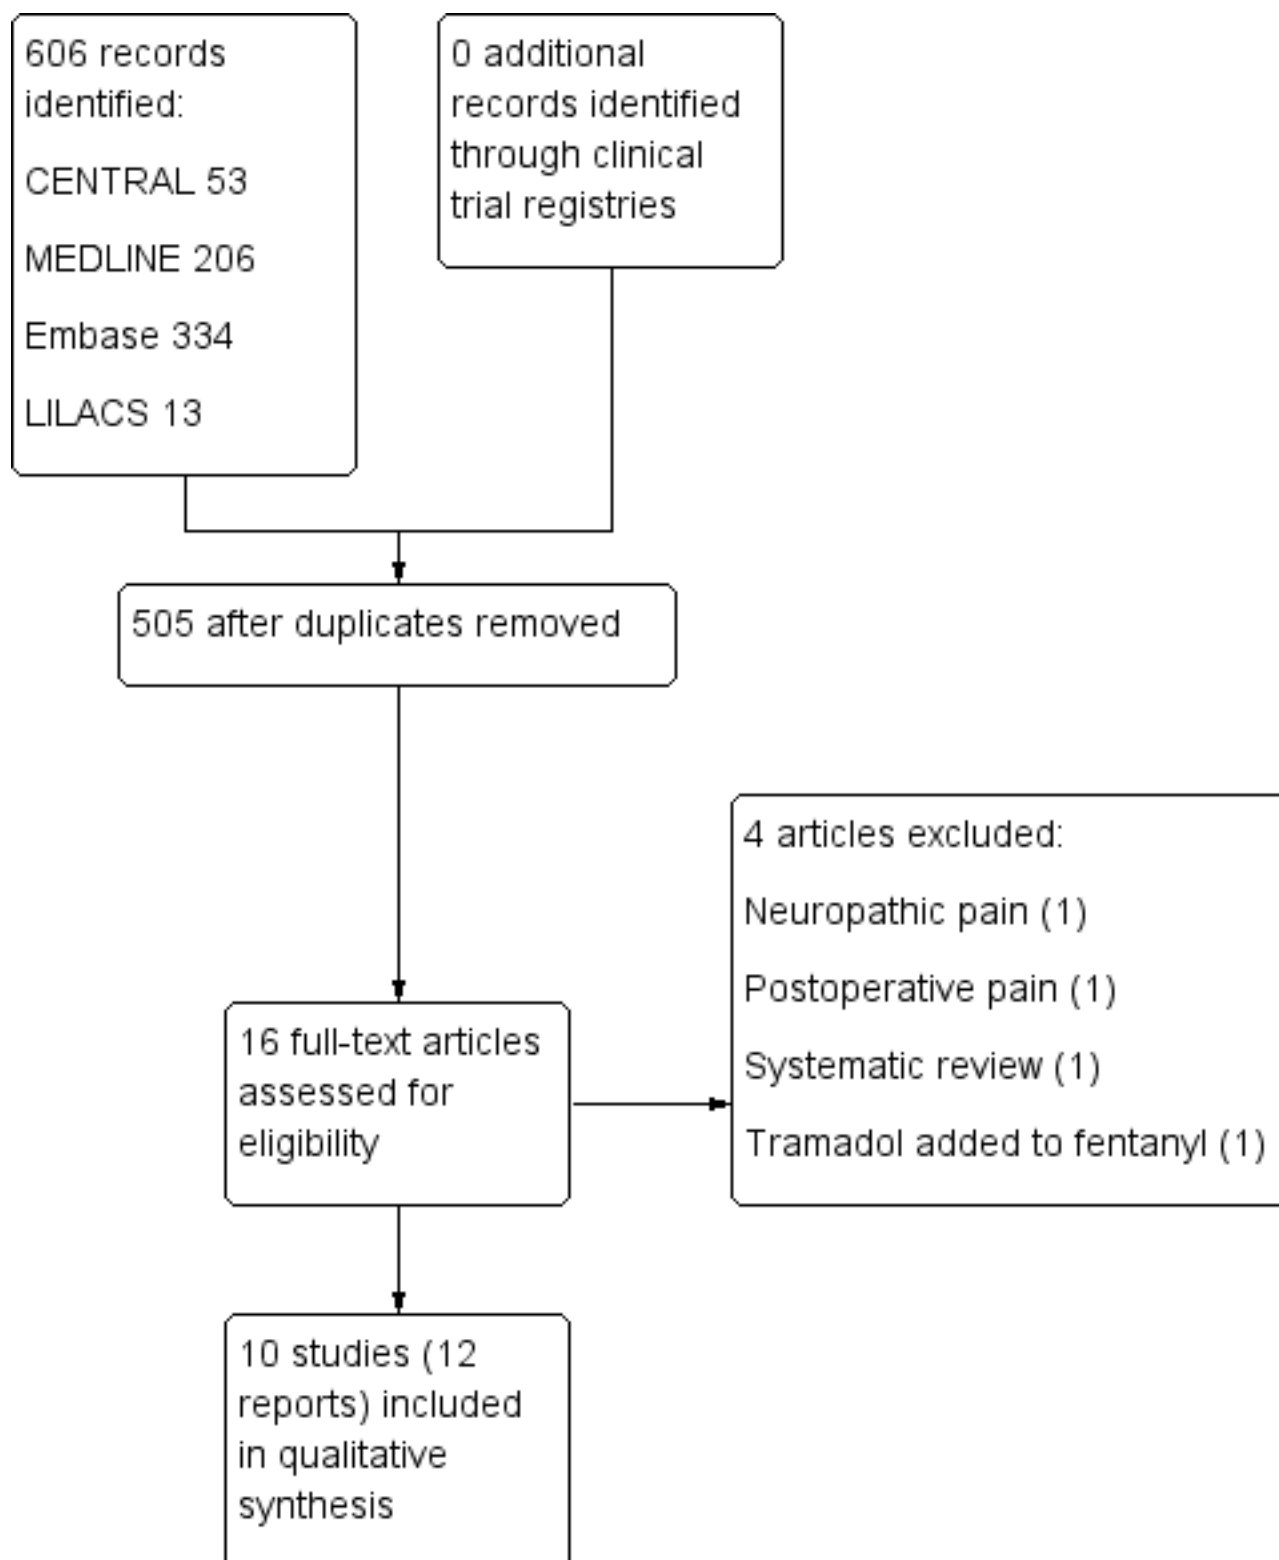 606 records
identified:
CENTRAL 53
MEDLINE 206
Embase 334
LILACS 13
0 additional
records identified
through clinical
trial registries
505 after duplicates removed
4 articles excluded:
Neuropathic pain (1)
Postoperative pain (1)
Systematic review (1)
Tramadol added to fentanyl (1)
16 full-text articles
assessed for
eligibility
10 studies (12
reports) included
in qualitative
synthesis